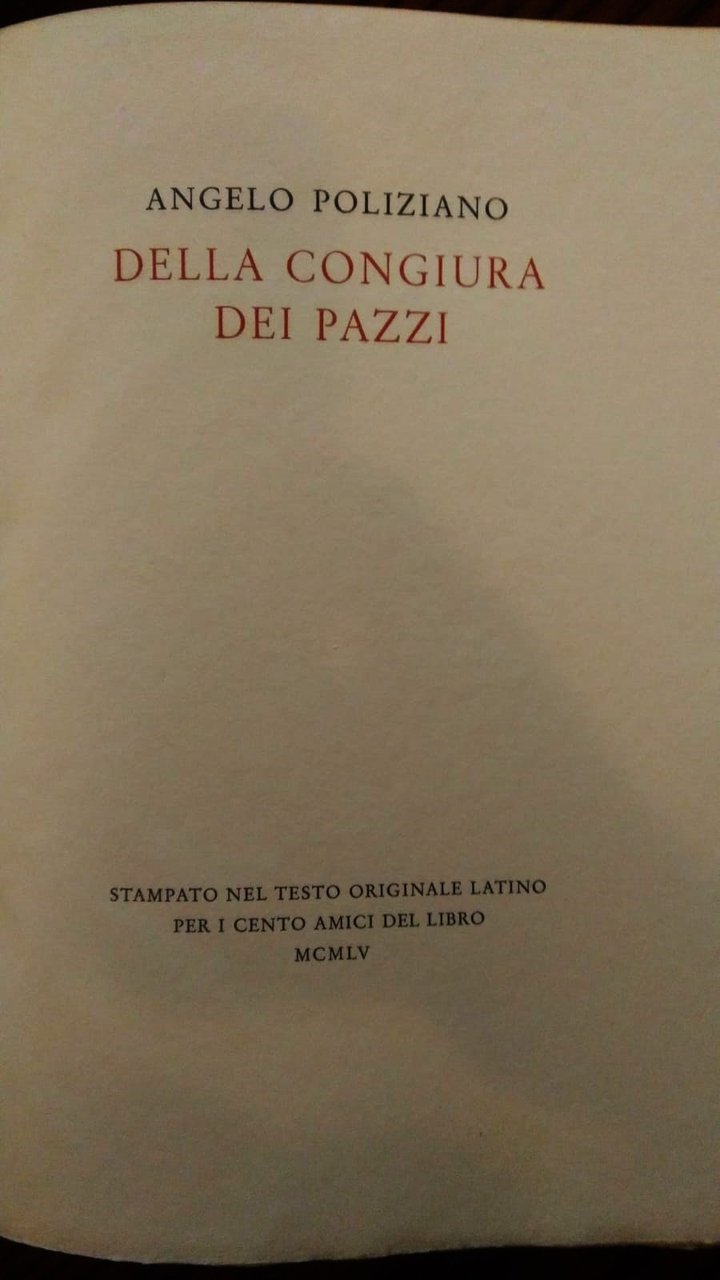 ANGELO POLIZIANO
DELLA CONGIURA
DEI PAZZI
STAMPATO NEL TESTO ORIGINALE LATINO
PER I CENTO AMICI DEL LIBRO
MCMLV